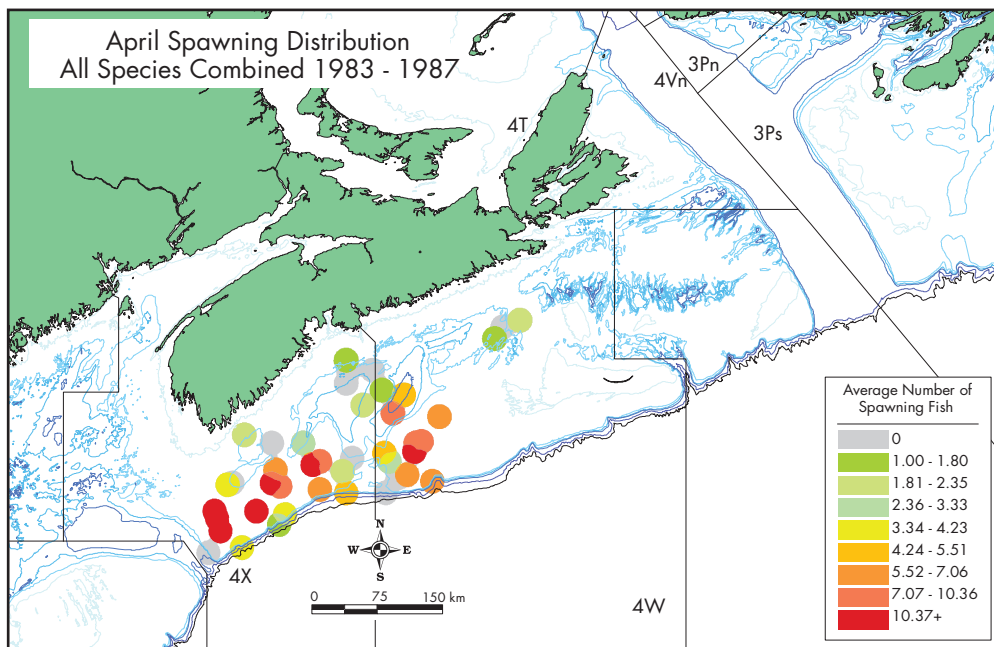 April Spawning Distribution
All Species Combined 1983 - 1987
3Pn
4Vn
4T
3Ps
Average Number of
Spawning Fish
0
1.00 - 1.80
1.81 - 2.35
2.36 - 3.33
3.34 - 4.23
4.24 - 5.51
5.52 - 7.06
7.07 - 10.36
10.37+
N
W E
S
4X
0 75 150 km
4W